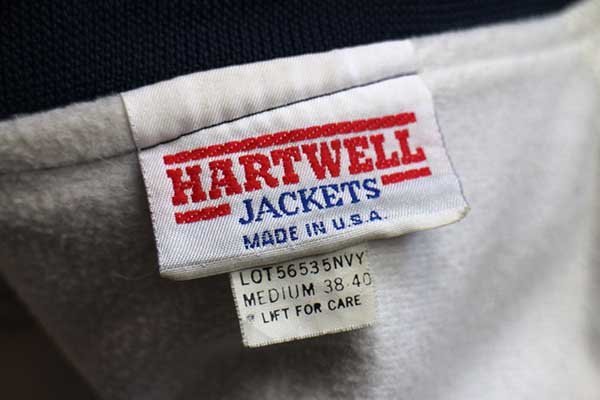 HARTWELL
JACKETS
MADE IN U.S.A.
LOT56535NVY
MEDIUM 38-40
* LIFT FOR CARE